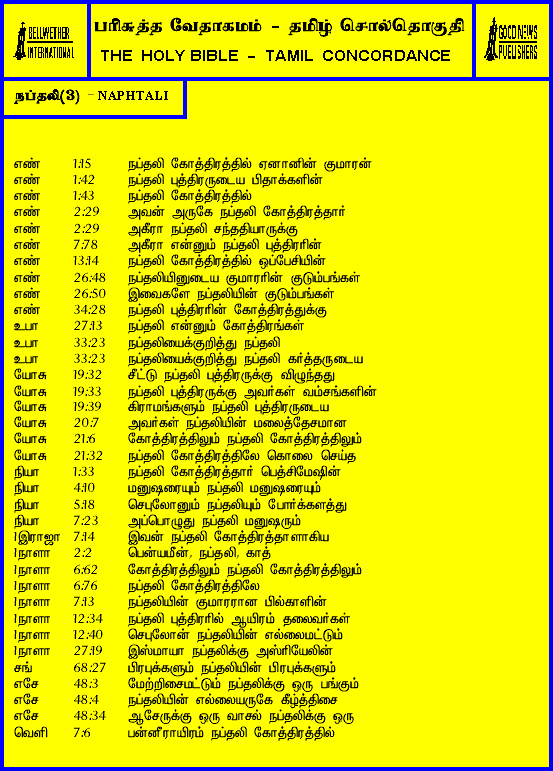 BELLWETHER
INTERNATIONAL
பரிசுத்த வேதாகமம் - தமிழ் சொல்தொகுதி
THE HOLY BIBLE - TAMIL CONCORDANCE
GOOD NEWS
PUBLISHERS
நப்தலி(3) - NAPHTALI
எண் 1:15 நப்தலி கோத்திரத்தில் ஏனானின் குமாரன்
எண் 1:42 நப்தலி புத்திரருடைய பிதாக்களின்
எண் 1:43 நப்தலி கோத்திரத்தில்
எண் 2:29 அவன் அருகே நப்தலி கோத்திரத்தார்
எண் 2:29 அகீரா நப்தலி சந்ததியாருக்கு
எண் 7:78 அகீரா என்னும் நப்தலி புத்திரரின்
எண் 13:14 நப்தலி கோத்திரத்தில் ஒப்பேசியின்
எண் 26:48 நப்தலியினுடைய குமாரரின் குடும்பங்கள்
எண் 26:50 இவைகளே நப்தலியின் குடும்பங்கள்
எண் 34:28 நப்தலி புத்திரரின் கோத்திரத்துக்கு
உபா 27:13 நப்தலி என்னும் கோத்திரங்கள்
உபா 33:23 நப்தலியைக்குறித்து நப்தலி
உபா 33:23 நப்தலியைக்குறித்து நப்தலி கர்த்தருடைய
யோசு 19:32 சீட்டு நப்தலி புத்திரருக்கு விழுந்தது
யோசு 19:33 நப்தலி புத்திரருக்கு அவர்கள் வம்சங்களின்
யோசு 19:39 கிராமங்களும் நப்தலி புத்திரருடைய
யோசு 20:7 அவர்கள் நப்தலியின் மலைத்தேசமான
யோசு 21:6 கோத்திரத்திலும் நப்தலி கோத்திரத்திலும்
யோசு 21:32 நப்தலி கோத்திரத்திலே கொலை செய்த
நியா 1:33 நப்தலி கோத்திரத்தார் பெத்சிமேஷின்
நியா 4:10 மனுஷரையும் நப்தலி மனுஷரையும்
நியா 5:18 செபுலோனும் நப்தலியும் போர்க்களத்து
நியா 7:23 அப்பொழுது நப்தலி மனுஷரும்
1இராஜா 7:14 இவன் நப்தலி கோத்திரத்தாளாகிய
1நாளா 2:2 பென்யமீன், நப்தலி, காத்
1நாளா 6:62 கோத்திரத்திலும் நப்தலி கோத்திரத்திலும்
1நாளா 6:76 நப்தலி கோத்திரத்திலே
1நாளா 7:13 நப்தலியின் குமாரரான பில்காளின்
1நாளா 12:34 நப்தலி புத்திரரில் ஆயிரம் தலைவர்கள்
1நாளா 12:40 செபுலோன் நப்தலியின் எல்லைமட்டும்
1நாளா 27:19 இஸ்மாயா நப்தலிக்கு அஸ்ரியேலின்
சங் 68:27 பிரபுக்களும் நப்தலியின் பிரபுக்களும்
எசே 48:3 மேற்றிசைமட்டும் நப்தலிக்கு ஒரு பங்கும்
எசே 48:4 நப்தலியின் எல்லையருகே கீழ்த்திசை
எசே 48:34 ஆசேருக்கு ஒரு வாசல் நப்தலிக்கு ஒரு
வெளி 7:6 பன்னீராயிரம் நப்தலி கோத்திரத்தில்